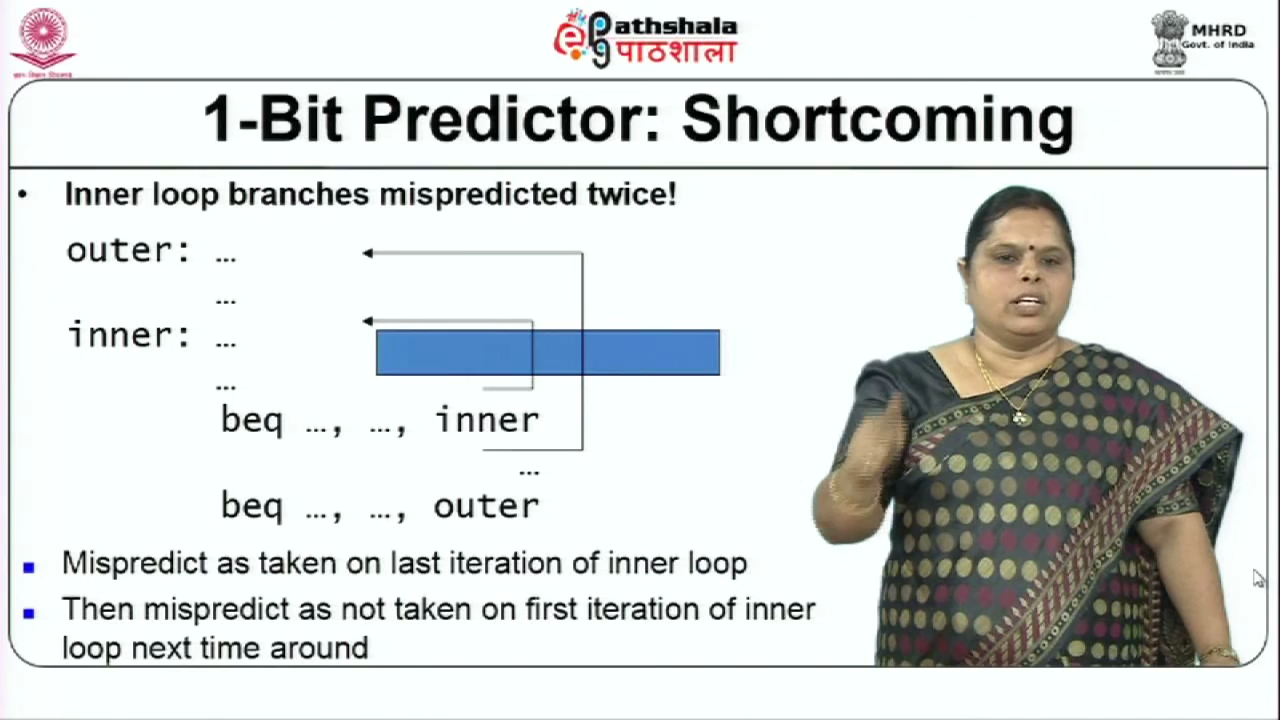 ePathshala
पाठशाला
MHRD
Govt. of India
1-Bit Predictor: Shortcoming
• Inner loop branches mispredicted twice!
outer: …
…
inner: …
…
beq …, …, inner
…
beq …, …, outer
▪ Mispredict as taken on last iteration of inner loop
▪ Then mispredict as not taken on first iteration of inner
loop next time around